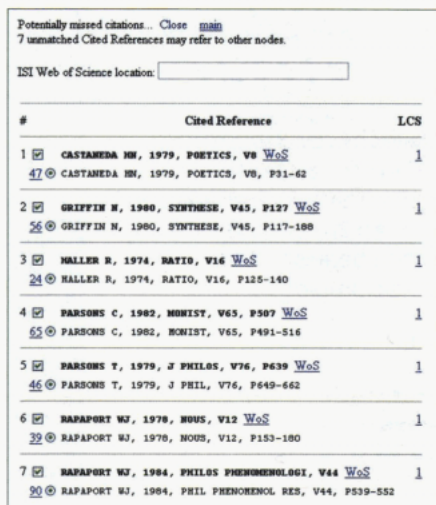 Potentially missed citations... Close main
7 unmatched Cited References may refer to other nodes.
ISI Web of Science location:
# Cited Reference LCS
1 CASTANEDA HN, 1979, POETICS, V8 WoS 1
47 CASTANEDA HN, 1979, POETICS, V8, P31-62
2 GRIFFIN N, 1980, SYNTHESE, V45, P127 WoS 1
56 GRIFFIN N, 1980, SYNTHESE, V45, P117-188
3 HALLER R, 1974, RATIO, V16 WoS 1
24 HALLER R, 1974, RATIO, V16, P125-140
4 PARSONS C, 1982, MONIST, V65, P507 WoS 1
65 PARSONS C, 1982, MONIST, V65, P491-516
5 PARSONS T, 1979, J PHILOS, V76, P639 WoS 1
46 PARSONS T, 1979, J PHIL, V76, P649-662
6 RAPAPORT WJ, 1978, NOUS, V12 WoS 1
39 RAPAPORT WJ, 1978, NOUS, V12, P153-180
7 RAPAPORT WJ, 1984, PHILOS PHENOMENOLOGI, V44 WoS 1
90 RAPAPORT WJ, 1984, PHIL PHENOMENOL RES, V44, P539-552